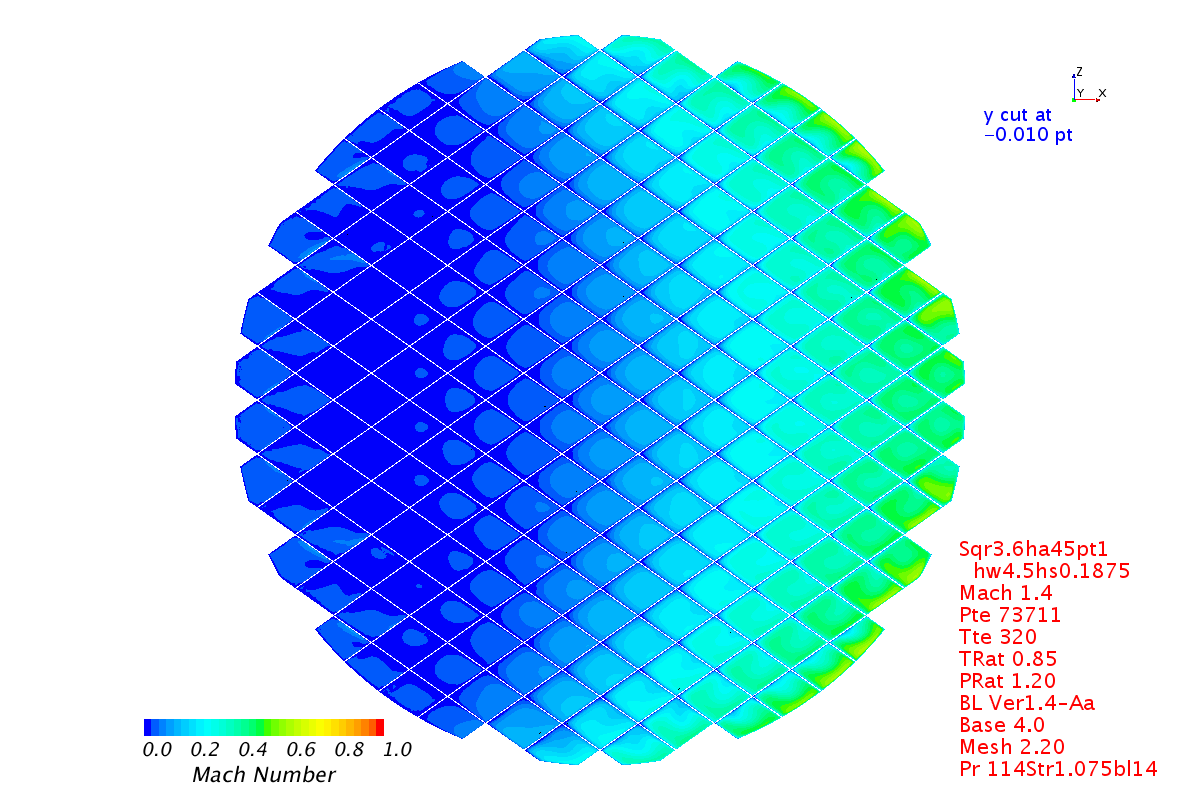 Z
Y X
y cut at
−0.010 pt
Sqr3.6ha45pt1
hw4.5hs0.1875
Mach 1.4
Pte 73711
Tte 320
TRat 0.85
PRat 1.20
BL Ver1.4−Aa
Base 4.0
Mesh 2.20
Pr 114Str1.075bl14
0.0 0.2 0.4 0.6 0.8 1.0
Mach Number